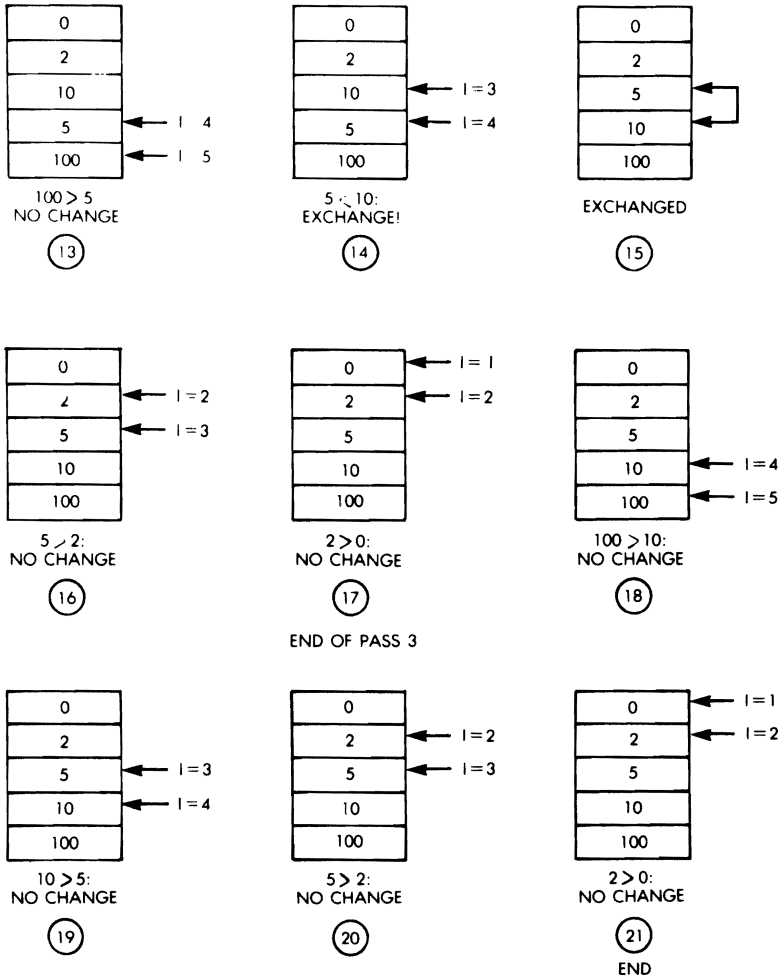 0
2
10
5
100
I 4
I 5
100 > 5
NO CHANGE
13
0
2
10
5
100
I = 3
I = 4
5 < 10:
EXCHANGE!
14
0
2
5
10
100
EXCHANGED
15
0
2
5
10
100
I = 2
I = 3
5 > 2:
NO CHANGE
16
0
2
5
10
100
I = 1
I = 2
2 > 0:
NO CHANGE
17
END OF PASS 3
0
2
5
10
100
I = 4
I = 5
100 > 10:
NO CHANGE
18
0
2
5
10
100
I = 3
I = 4
10 > 5:
NO CHANGE
19
0
2
5
10
100
I = 2
I = 3
5 > 2:
NO CHANGE
20
0
2
5
10
100
I = 1
I = 2
2 > 0:
NO CHANGE
21
END